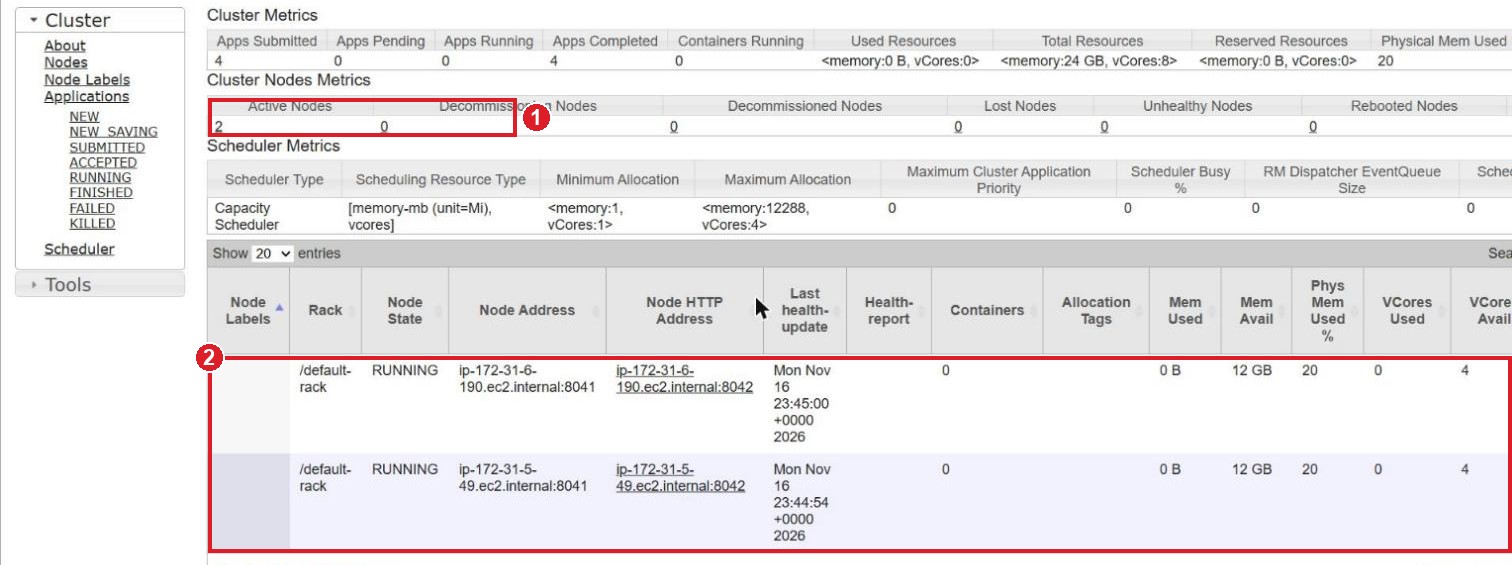 Cluster
About
Nodes
Node Labels
Applications
NEW
NEW_SAVING
SUBMITTED
ACCEPTED
RUNNING
FINISHED
FAILED
KILLED
Scheduler
Tools
Cluster Metrics
Apps Submitted Apps Pending Apps Running Apps Completed Containers Running Used Resources Total Resources Reserved Resources Physical Mem Used
4 0 0 4 0 <memory:0 B, vCores:0> <memory:24 GB, vCores:8> <memory:0 B, vCores:0> 20
Cluster Nodes Metrics
Active Nodes Decommissioning Nodes Decommissioned Nodes Lost Nodes Unhealthy Nodes Rebooted Nodes
1
2 0 0 0 0 0
Scheduler Metrics
Scheduler Type Scheduling Resource Type Minimum Allocation Maximum Allocation Maximum Cluster Application Scheduler Busy RM Dispatcher EventQueue Sche
Priority % Size
Capacity [memory-mb (unit=Mi), <memory:1, <memory:12288, 0 0 0 0
Scheduler vcores] vCores:1> vCores:4>
Show 20 entries Sea
Node Labels Rack Node State Node Address Node HTTP Address Last health-update Health-report Containers Allocation Tags Mem Used Mem Avail Phys Mem Used % VCores Used VCore Avail
2
/default- RUNNING ip-172-31-6- ip-172-31-6- Mon Nov 0 0 B 12 GB 20 0 4
rack 190.ec2.internal:8041 190.ec2.internal:8042 16
23:45:00
+0000
2026
/default- RUNNING ip-172-31-5- ip-172-31-5- Mon Nov 0 0 B 12 GB 20 0 4
rack 49.ec2.internal:8041 49.ec2.internal:8042 16
23:44:54
+0000
2026